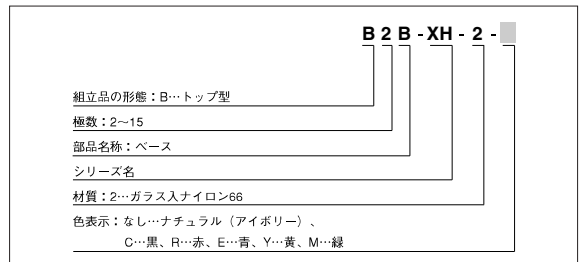 B 2 B - XH - 2 -
組立品の形態：B…トップ型
極数：2～15
部品名称：ベース
シリーズ名
材質：2…ガラス入ナイロン66
色表示：なし…ナチュラル（アイボリー）、
C…黒、R…赤、E…青、Y…黄、M…緑